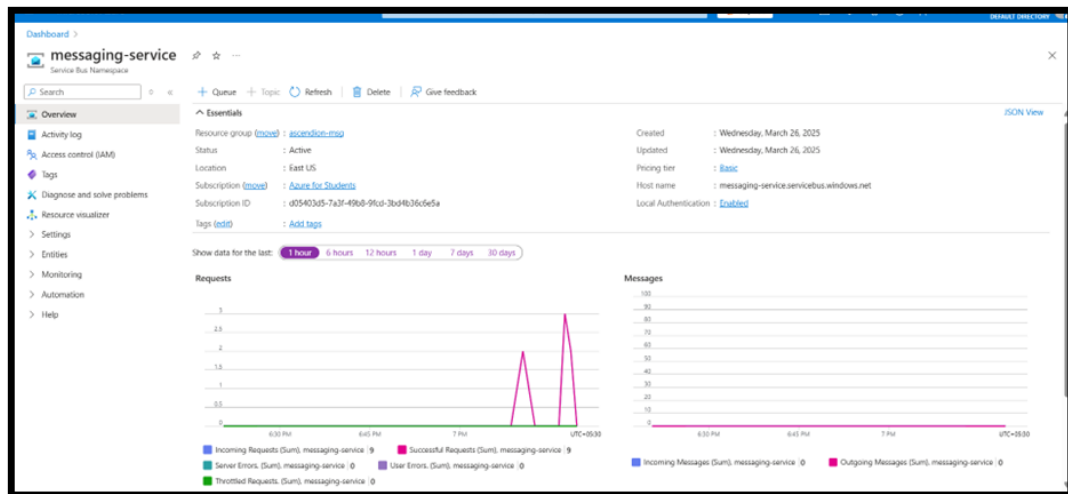 DEFAULT DIRECTORY
Dashboard >
messaging-service
Service Bus Namespace
Search
Queue Topic Refresh Delete Give feedback
Overview
Activity log
Access control (IAM)
Tags
Diagnose and solve problems
Resource visualizer
Settings
Entities
Monitoring
Automation
Help
Essentials
JSON View
Resource group (move) : ascendion-msg
Status : Active
Location : East US
Subscription (move) : Azure for Students
Subscription ID : d05403d5-7a3f-49b8-9fcd-3bd4b36c6e5a
Tags (edit) : Add tags
Created : Wednesday, March 26, 2025
Updated : Wednesday, March 26, 2025
Pricing tier : Basic
Host name : messaging-service.servicebus.windows.net
Local Authentication : Enabled
Show data for the last: 1 hour 6 hours 12 hours 1 day 7 days 30 days
Requests
3
2.5
2
1.5
1
0.5
0
6:30 PM 6:45 PM 7 PM UTC+05:30
Incoming Requests (Sum), messaging-service 9
Successful Requests (Sum), messaging-service 9
Server Errors. (Sum), messaging-service 0
User Errors. (Sum), messaging-service 0
Throttled Requests. (Sum), messaging-service 0
Messages
100
90
80
70
60
50
40
30
20
10
0
6:30 PM 6:45 PM 7 PM UTC+05:30
Incoming Messages (Sum), messaging-service 0
Outgoing Messages (Sum), messaging-service 0